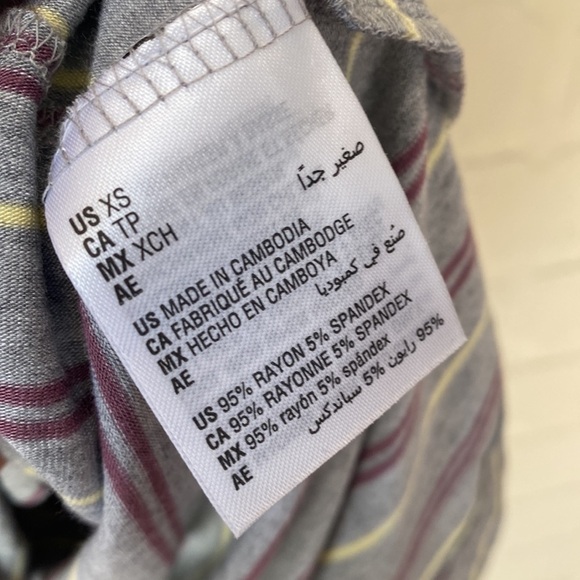 US XS
CA TP
MX XCH
AE صغير جدًا
US MADE IN CAMBODIA
CA FABRIQUÉ AU CAMBODGE
MX HECHO EN CAMBOYA
AE صُنع في كمبوديا
US 95% RAYON 5% SPANDEX
CA 95% RAYONNE 5% SPANDEX
MX 95% rayón 5% spándex
AE 95% رايون 5% سباندكس